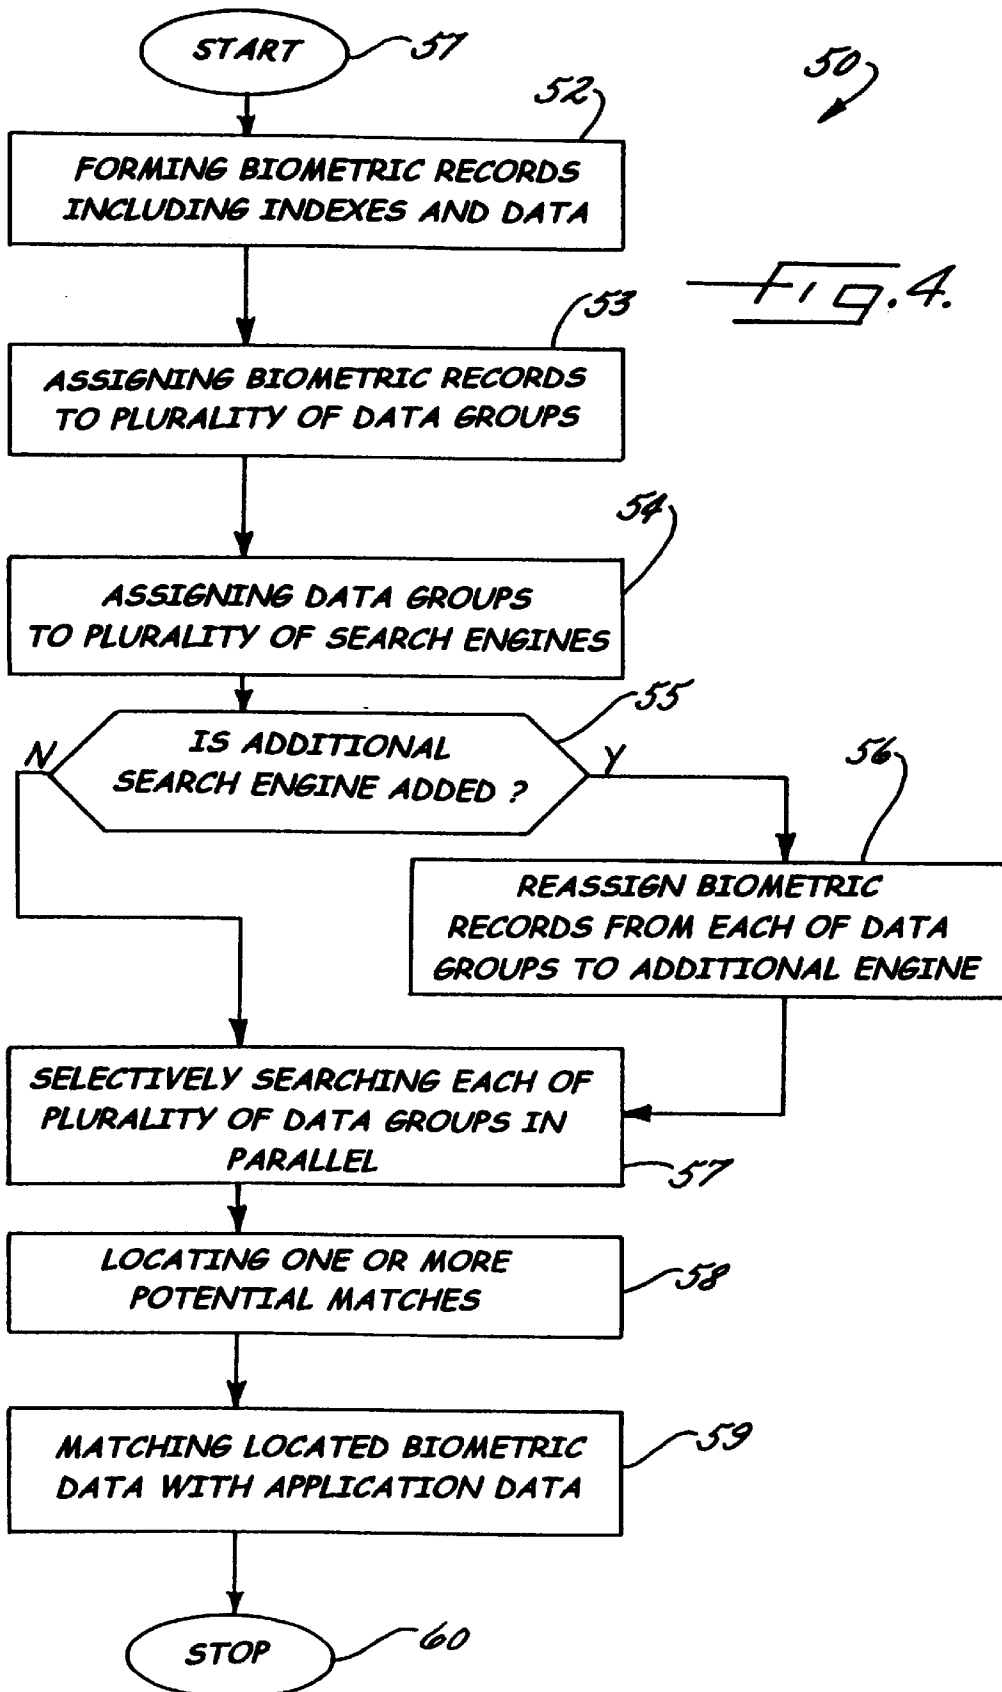 START
51
50
52
FORMING BIOMETRIC RECORDS
INCLUDING INDEXES AND DATA
Fig. 4.
53
ASSIGNING BIOMETRIC RECORDS
TO PLURALITY OF DATA GROUPS
54
ASSIGNING DATA GROUPS
TO PLURALITY OF SEARCH ENGINES
55
N
IS ADDITIONAL
SEARCH ENGINE ADDED ?
Y
56
REASSIGN BIOMETRIC
RECORDS FROM EACH OF DATA
GROUPS TO ADDITIONAL ENGINE
SELECTIVELY SEARCHING EACH OF
PLURALITY OF DATA GROUPS IN
PARALLEL
57
LOCATING ONE OR MORE
POTENTIAL MATCHES
58
MATCHING LOCATED BIOMETRIC
DATA WITH APPLICATION DATA
59
STOP
60